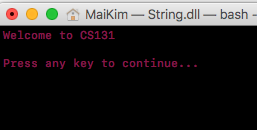 MaiKim — String.dll — bash -
Welcome to CS131
Press any key to continue...